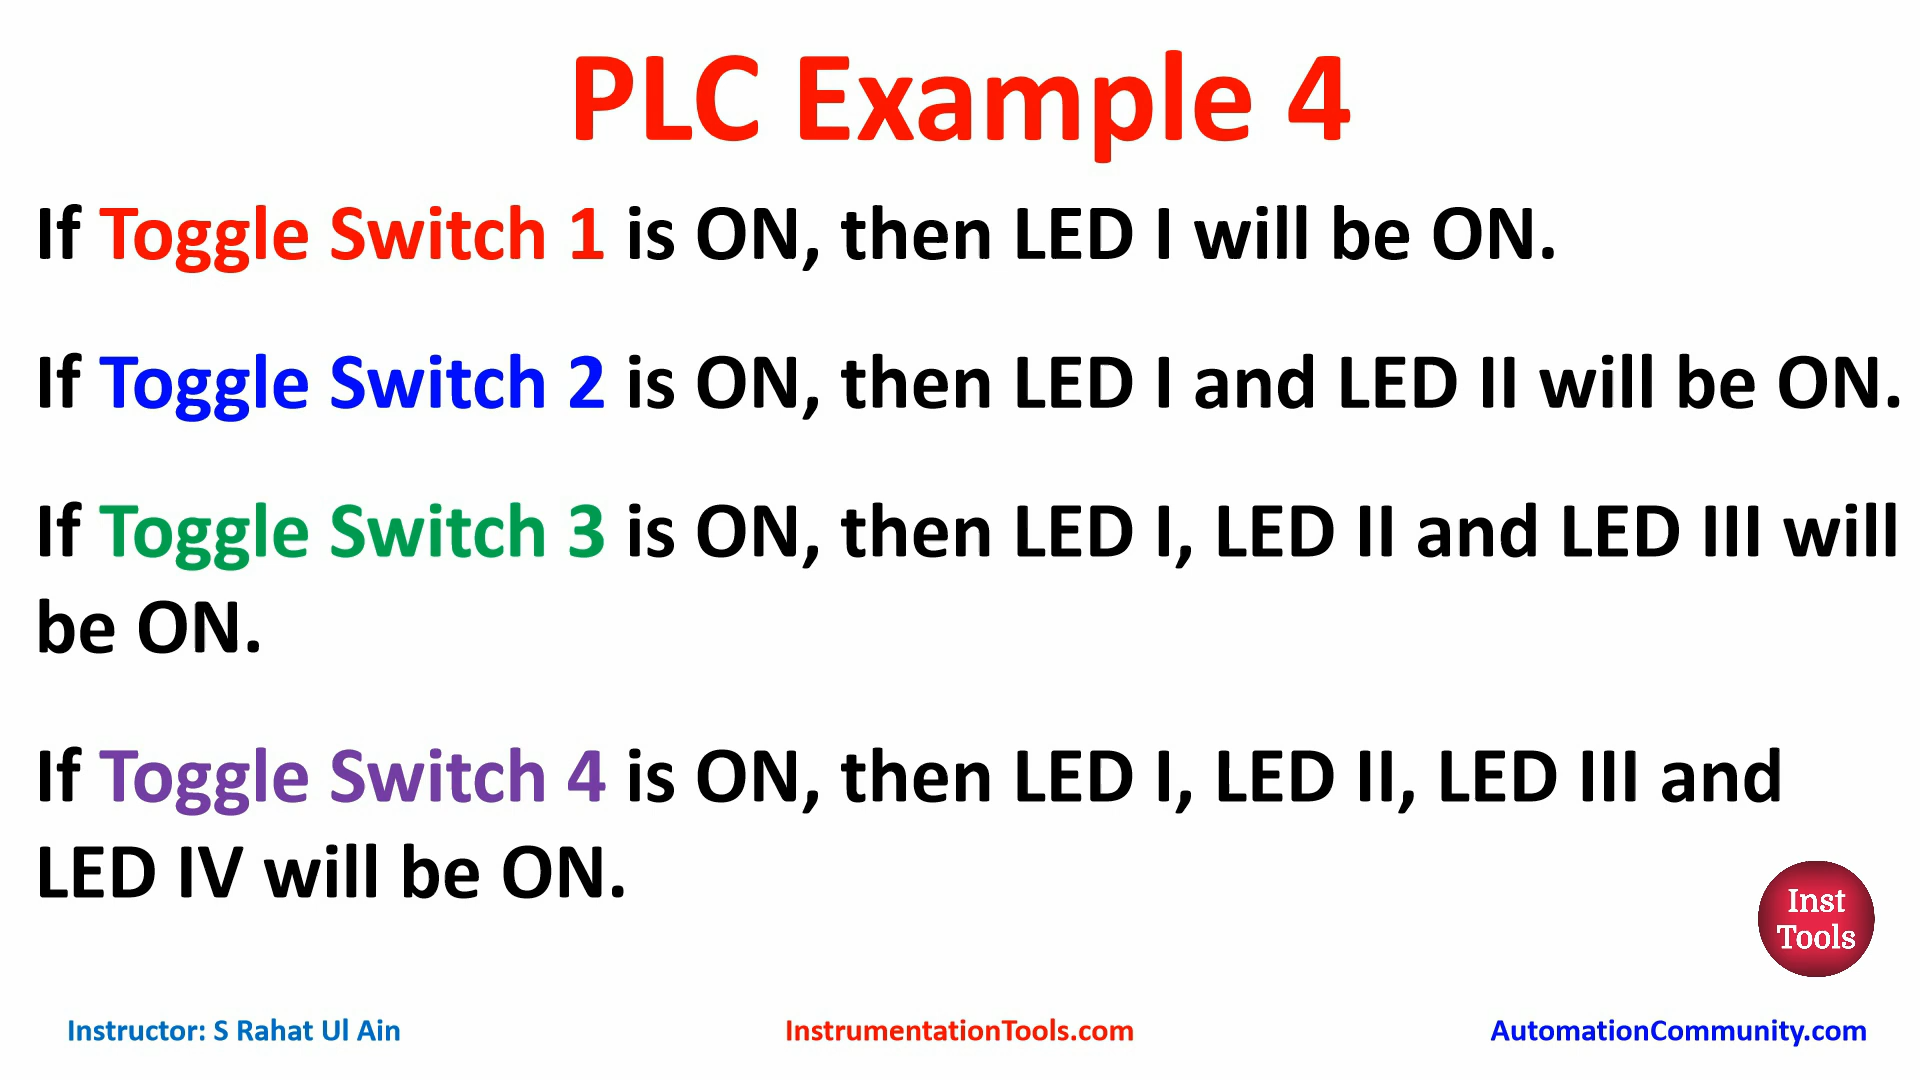 PLC Example 4
If Toggle Switch 1 is ON, then LED I will be ON.
If Toggle Switch 2 is ON, then LED I and LED II will be ON.
If Toggle Switch 3 is ON, then LED I, LED II and LED III will
be ON.
If Toggle Switch 4 is ON, then LED I, LED II, LED III and
LED IV will be ON.
Inst
Tools
Instructor: S Rahat Ul Ain
InstrumentationTools.com
AutomationCommunity.com